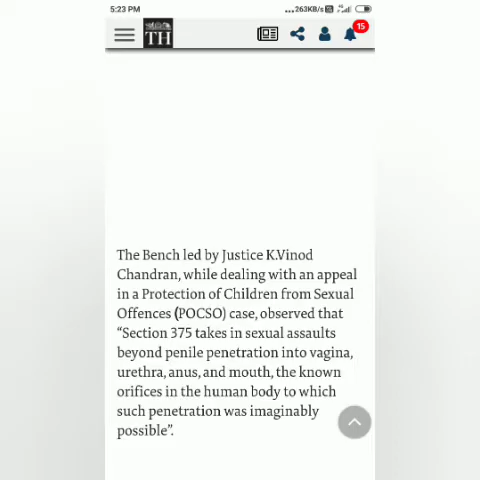 5:23 PM
...263KB/s
TH
15
The Bench led by Justice K.Vinod
Chandran, while dealing with an appeal
in a Protection of Children from Sexual
Offences (POCSO) case, observed that
“Section 375 takes in sexual assaults
beyond penile penetration into vagina,
urethra, anus, and mouth, the known
orifices in the human body to which
such penetration was imaginably
possible”.